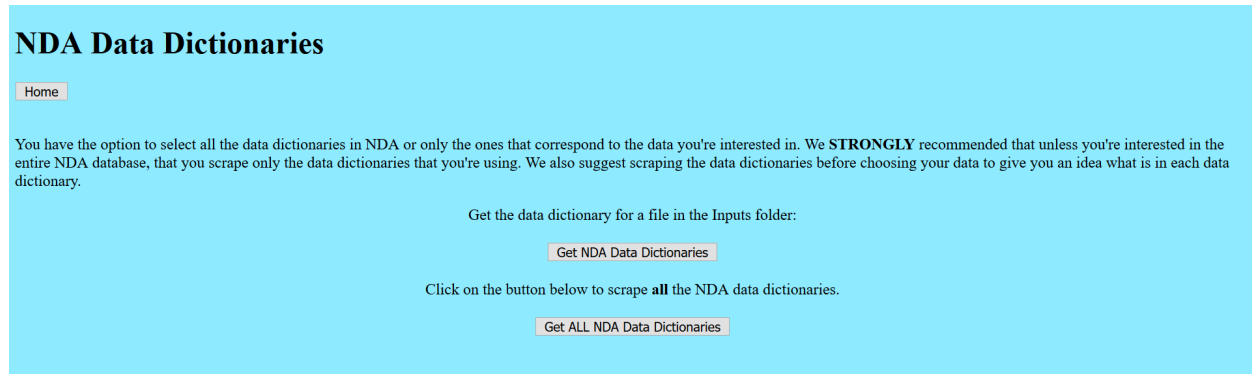 NDA Data Dictionaries
Home
You have the option to select all the data dictionaries in NDA or only the ones that correspond to the data you're interested in. We STRONGLY recommended that unless you're interested in the
entire NDA database, that you scrape only the data dictionaries that you're using. We also suggest scraping the data dictionaries before choosing your data to give you an idea what is in each data
dictionary.
Get the data dictionary for a file in the Inputs folder:
Get NDA Data Dictionaries
Click on the button below to scrape all the NDA data dictionaries.
Get ALL NDA Data Dictionaries